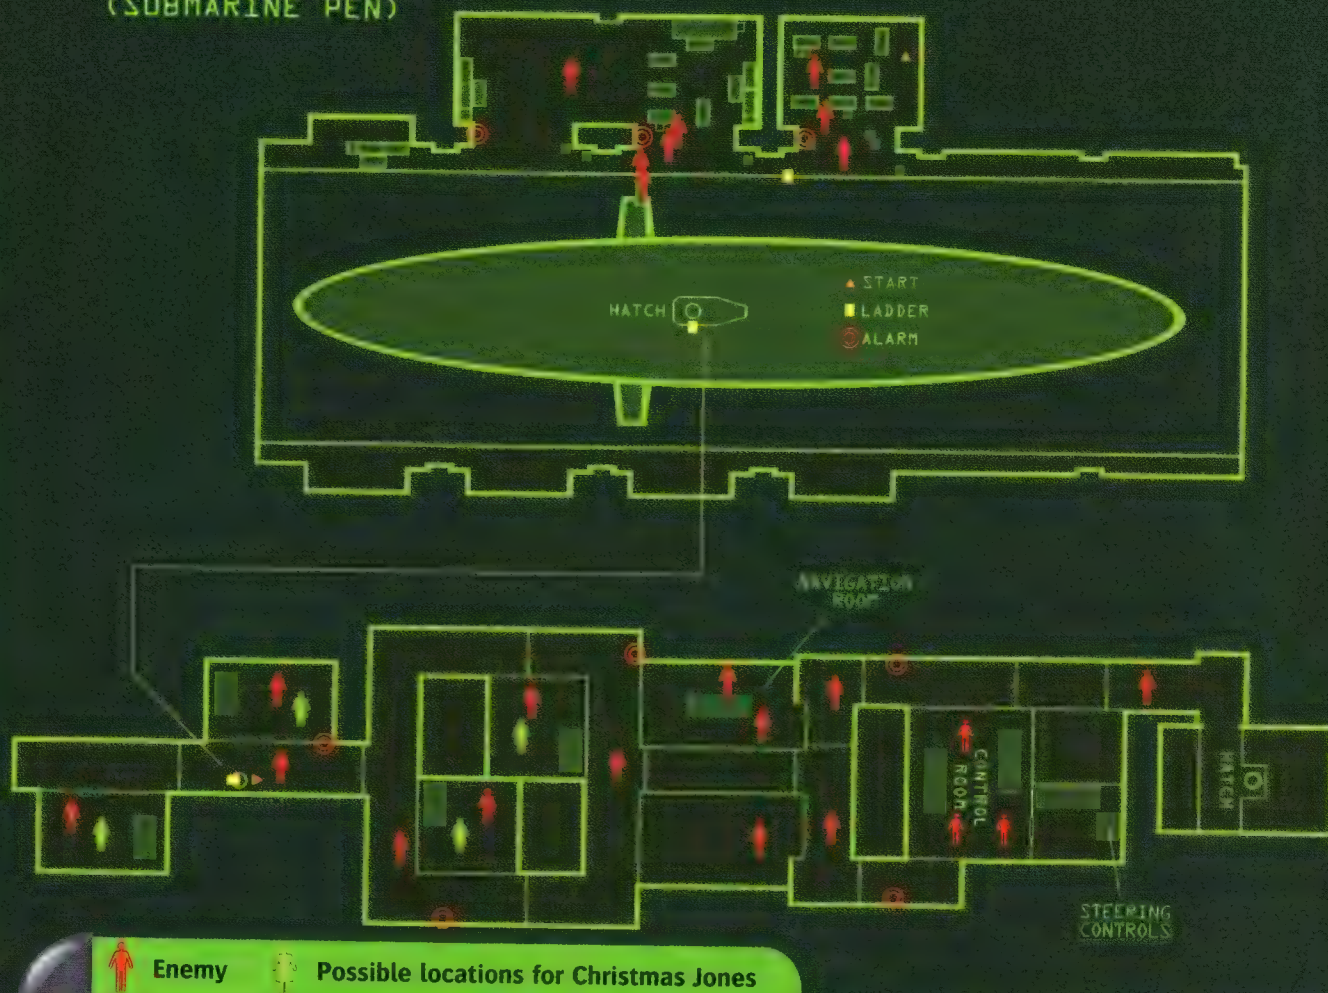 (SUBMARINE PEN)
HATCH
START
LADDER
ALARM
NAVIGATION
ROOM
CONTROL
ROOM
HATCH
STEERING
CONTROLS
Enemy
Possible locations for Christmas Jones